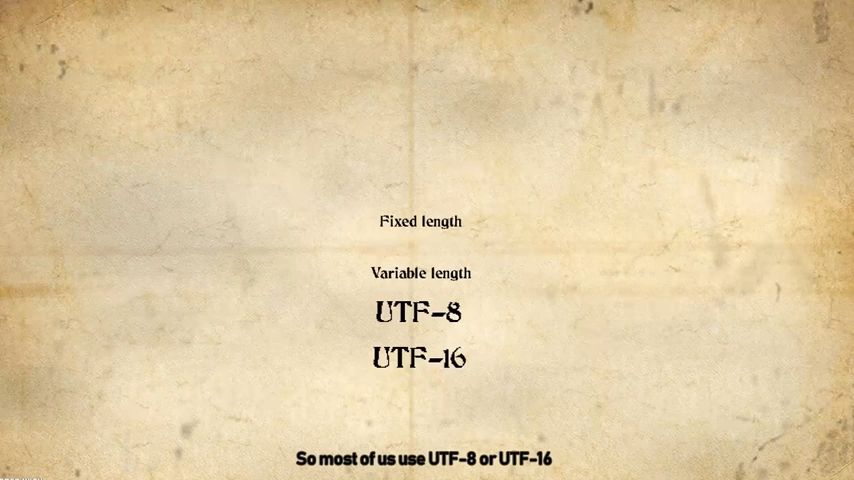 Fixed length
Variable length
UTF-8
UTF-16
So most of us use UTF-8 or UTF-16